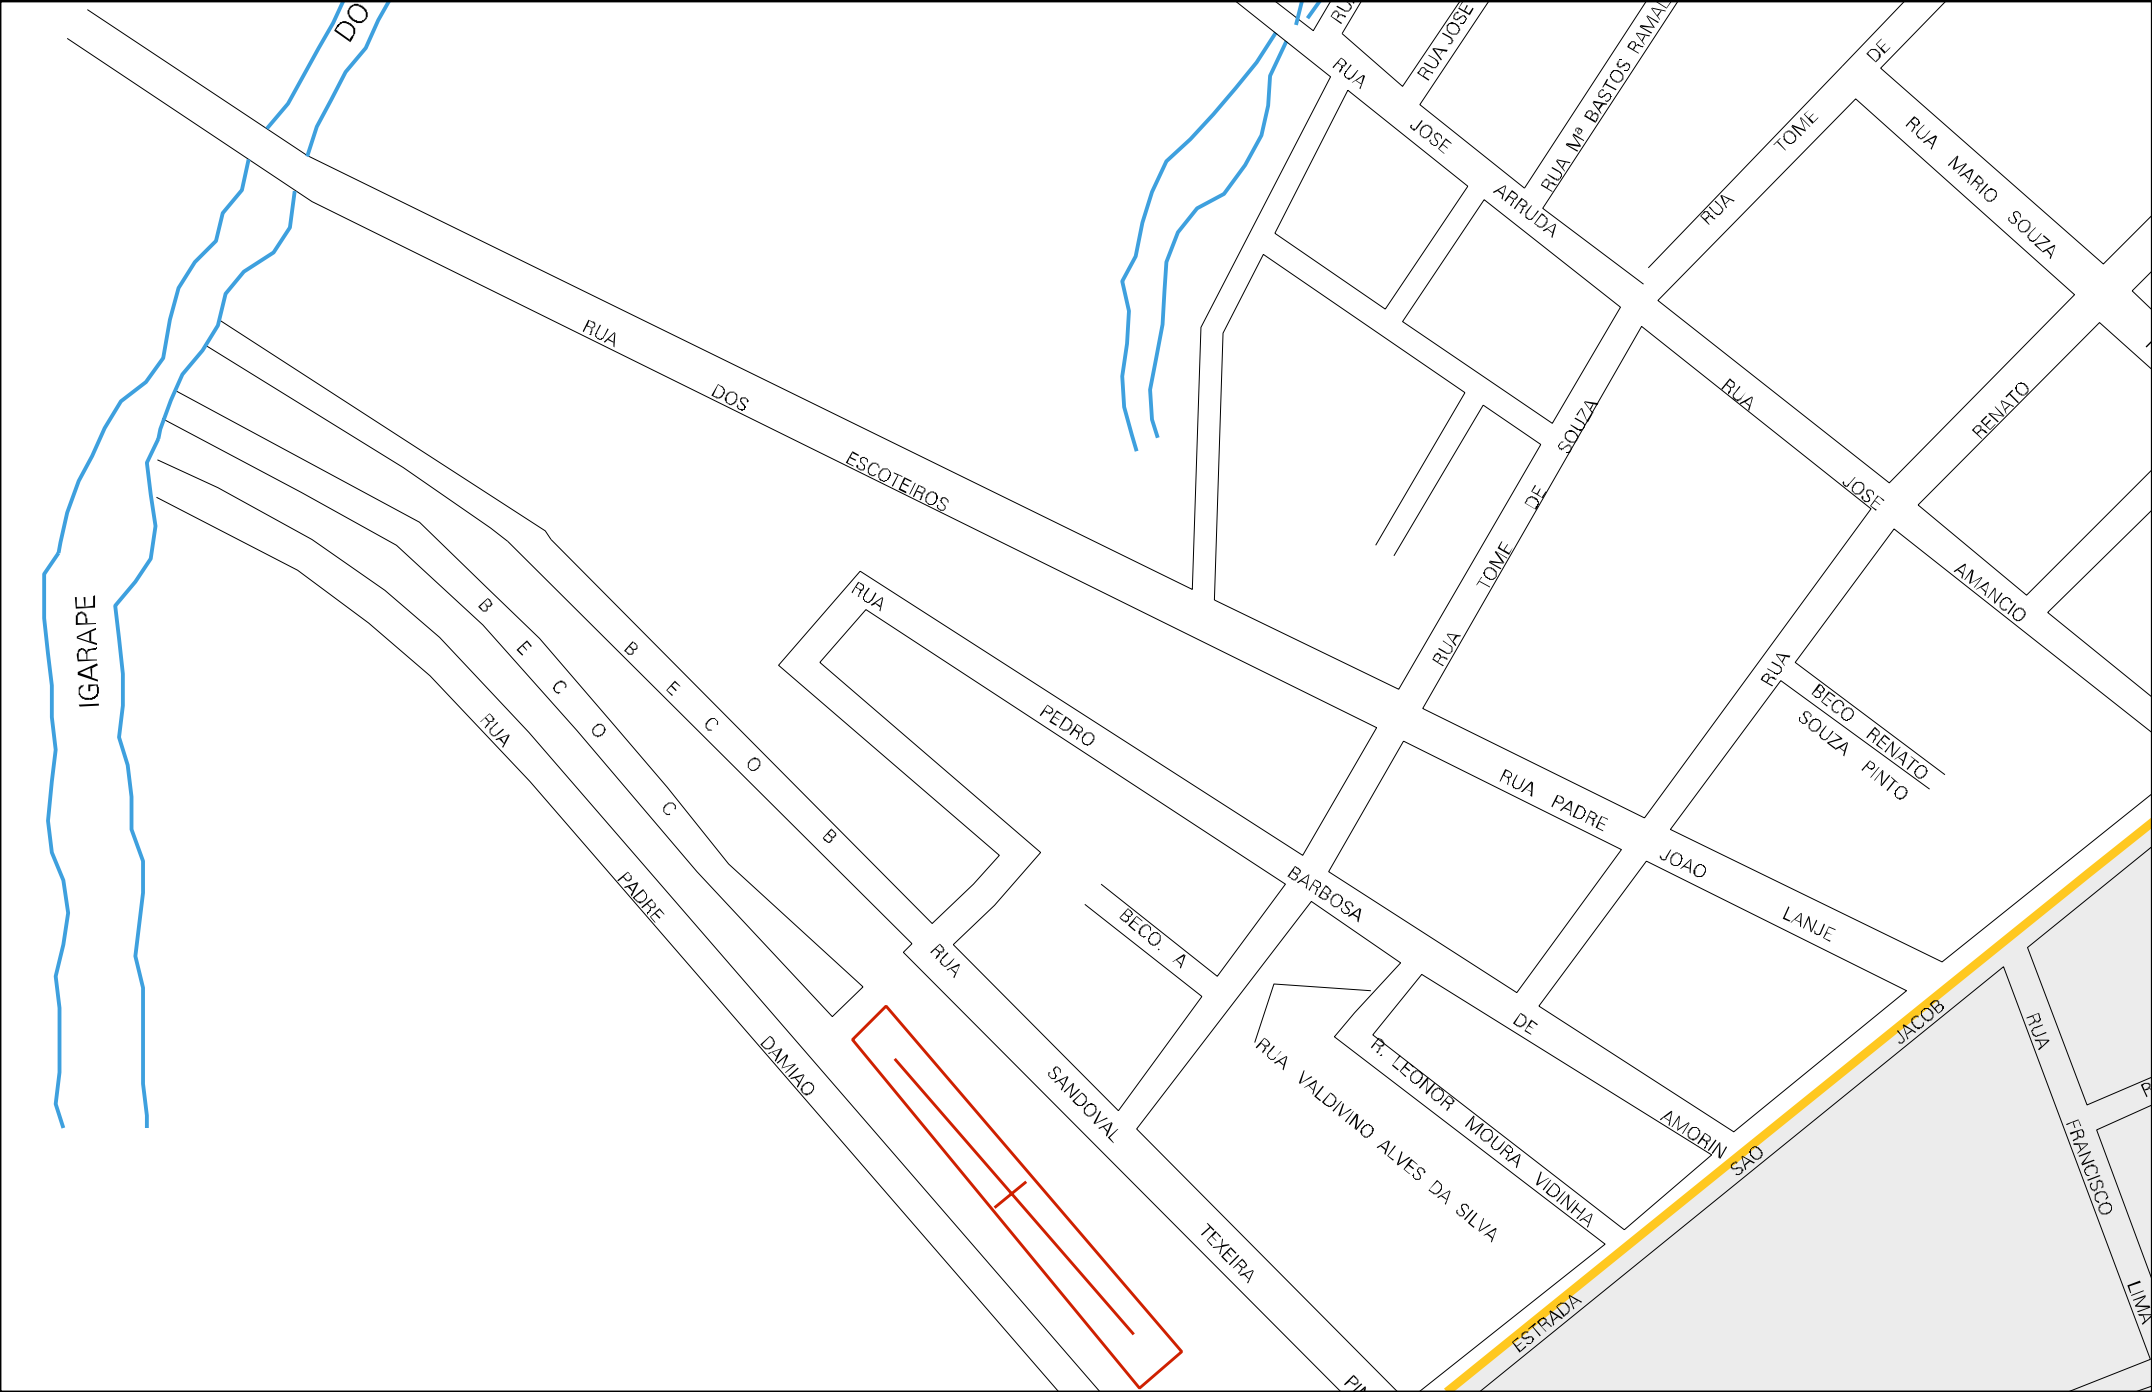 DO
RUA JOSE
RUA Mª BASTOS RAMAL
RUA JOSE ARRUDA
RUA TOME DE
RUA MARIO SOUZA
RUA DOS ESCOTEIROS
RUA TOME DE SOUZA
RUA JOSE AMANCIO
RUA RENATO
BECO RENATO
SOUZA PINTO
IGARAPE
BECO C
BECO B
RUA PEDRO BARBOSA DE AMORIN
RUA PADRE JOAO LANJE
BECO. A
RUA PADRE DAMIAO
RUA SANDOVAL TEXEIRA
R. LEONOR MOURA VIDINHA
RUA VALDIVINO ALVES DA SILVA
ESTRADA SAO JACOB
RUA FRANCISCO LIMA